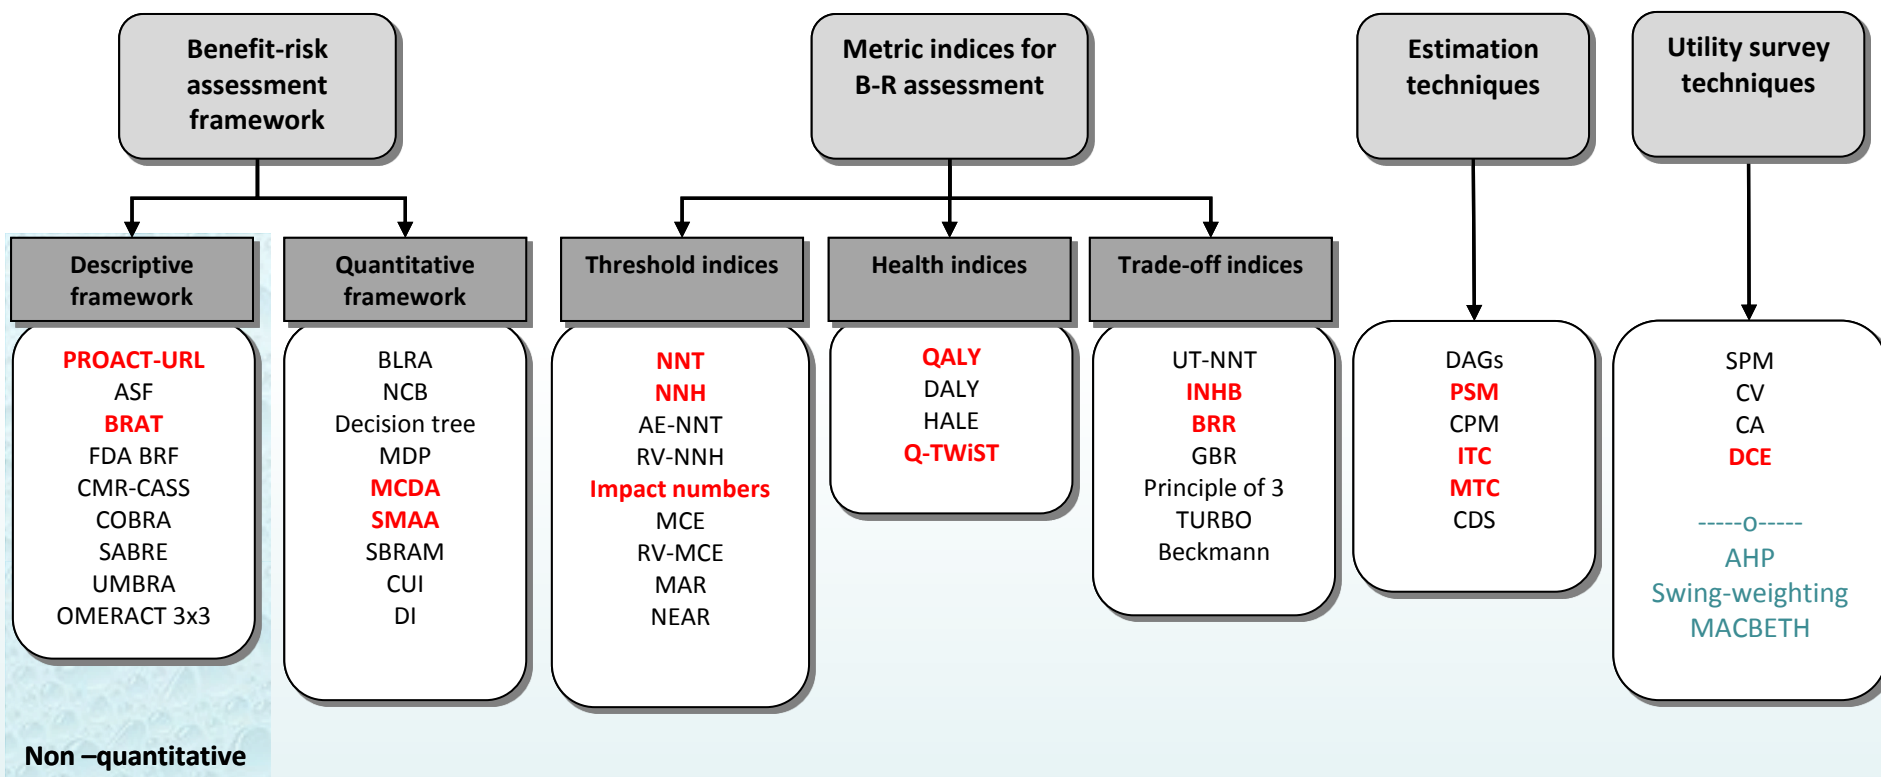 Benefit-risk
assessment
framework
Metric indices for
B-R assessment
Estimation
techniques
Utility survey
techniques
Descriptive
framework
Quantitative
framework
Threshold indices
Health indices
Trade-off indices
PROACT-URL
ASF
BRAT
FDA BRF
CMR-CASS
COBRA
SABRE
UMBRA
OMERACT 3x3
BLRA
NCB
Decision tree
MDP
MCDA
SMAA
SBRAM
CUI
DI
NNT
NNH
AE-NNT
RV-NNH
Impact numbers
MCE
RV-MCE
MAR
NEAR
QALY
DALY
HALE
Q-TWiST
UT-NNT
INHB
BRR
GBR
Principle of 3
TURBO
Beckmann
DAGs
PSM
CPM
ITC
MTC
CDS
SPM
CV
CA
DCE
-----o-----
AHP
Swing-weighting
MACBETH
Non –quantitative